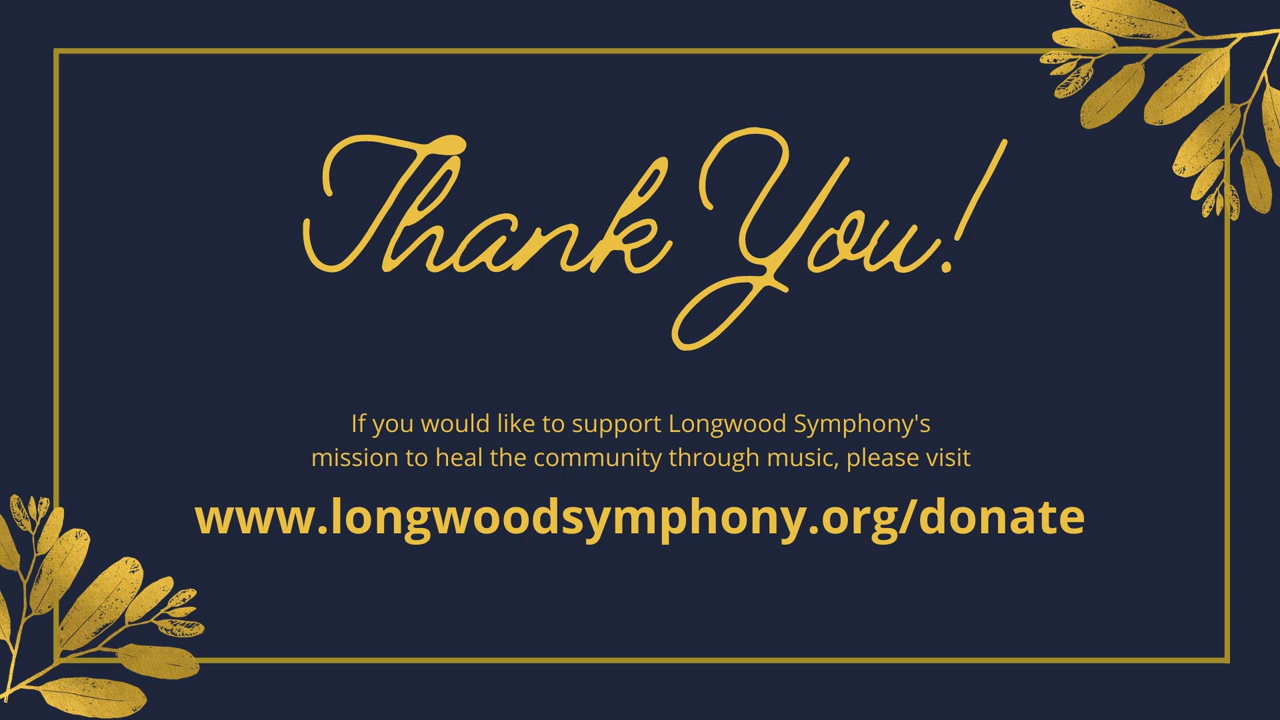 Thank You!
If you would like to support Longwood Symphony's
mission to heal the community through music, please visit
www.longwoodsymphony.org/donate